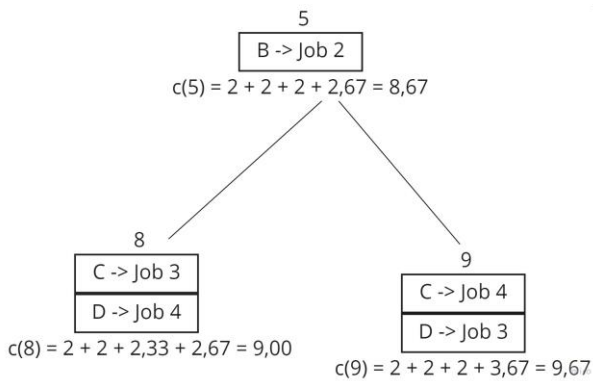 5
B -> Job 2
c(5) = 2 + 2 + 2 + 2,67 = 8,67
8
C -> Job 3
D -> Job 4
c(8) = 2 + 2 + 2,33 + 2,67 = 9,00
9
C -> Job 4
D -> Job 3
c(9) = 2 + 2 + 2 + 3,67 = 9,67